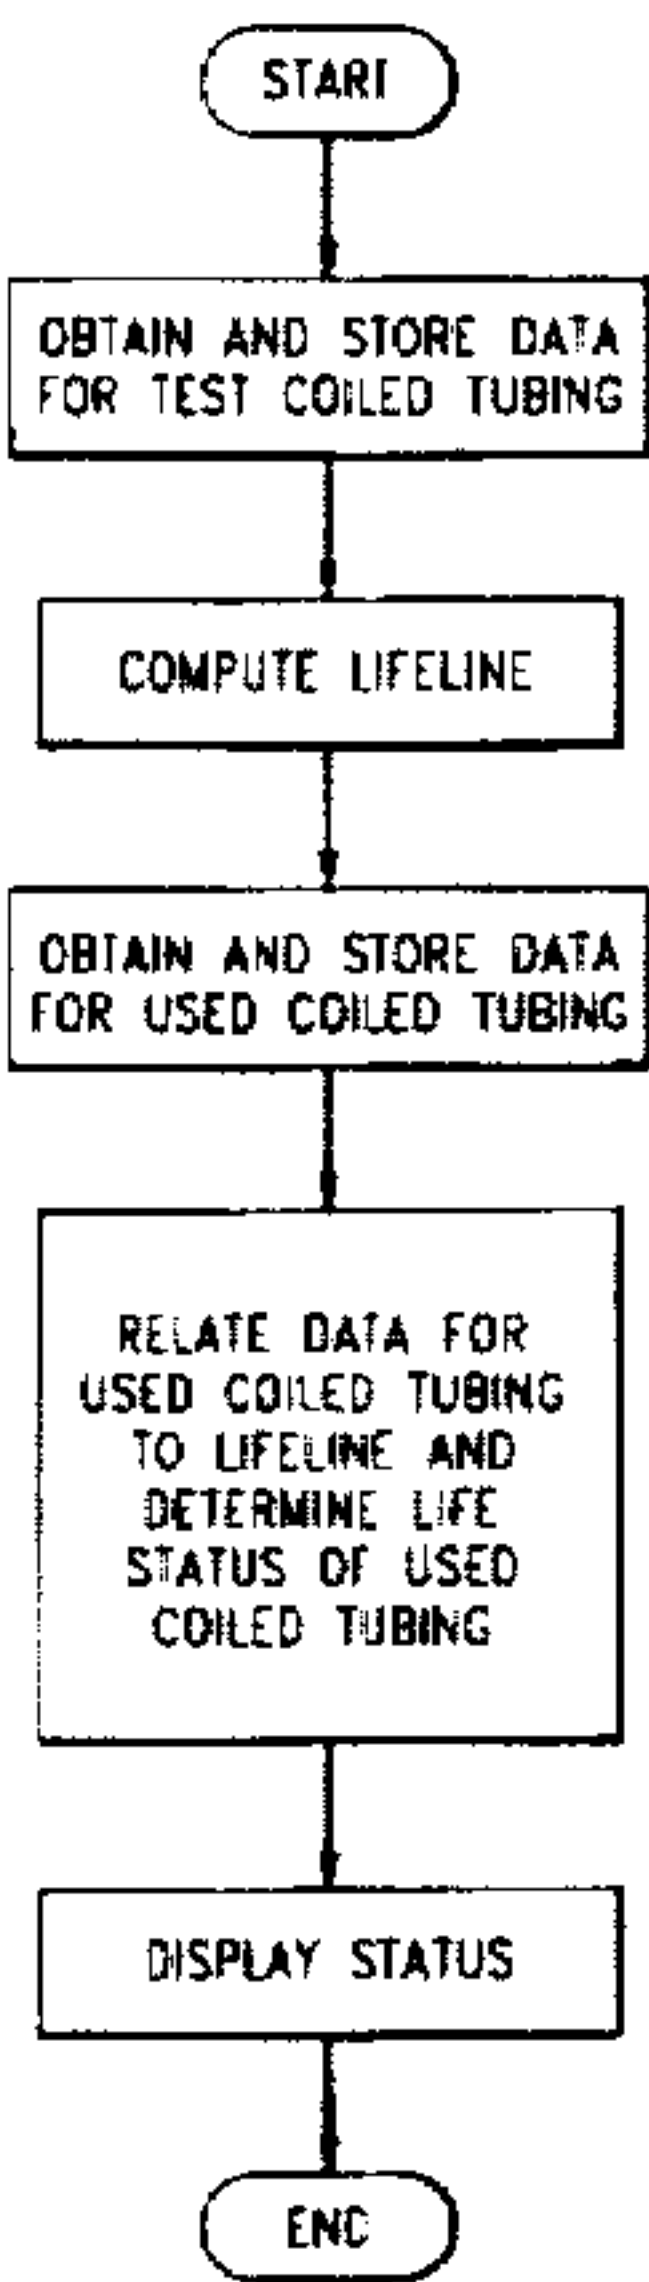 START
OBTAIN AND STORE DATA
FOR TEST COILED TUBING
COMPUTE LIFELINE
OBTAIN AND STORE DATA
FOR USED COILED TUBING
RELATE DATA FOR
USED COILED TUBING
TO LIFELINE AND
DETERMINE LIFE
STATUS OF USED
COILED TUBING
DISPLAY STATUS
END